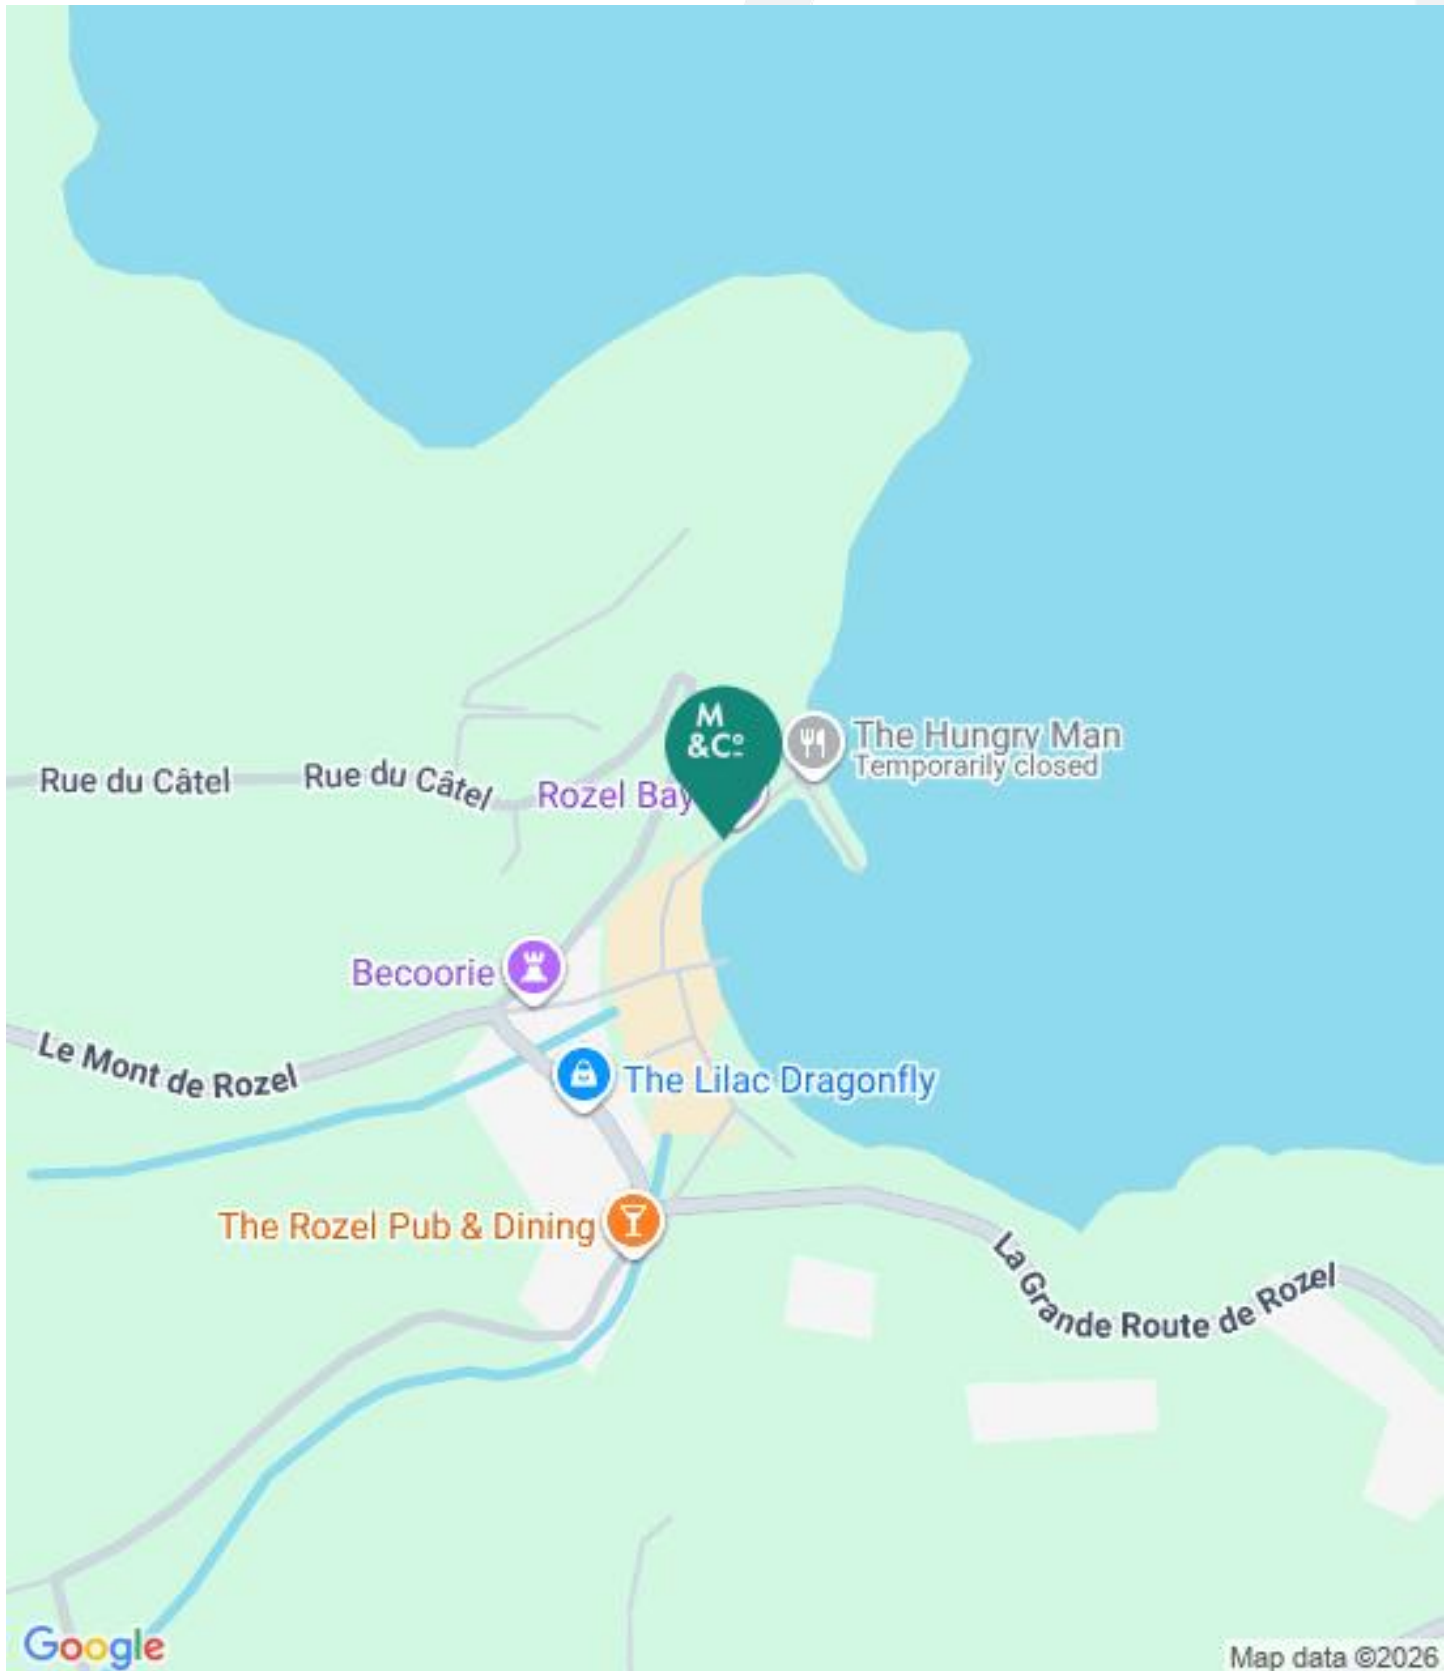 M
&Cº
The Hungry Man
Temporarily closed
Rue du Câtel
Rue du Câtel
Rozel Bay
Becoorie
Le Mont de Rozel
The Lilac Dragonfly
The Rozel Pub & Dining
La Grande Route de Rozel
Google
Map data ©2026